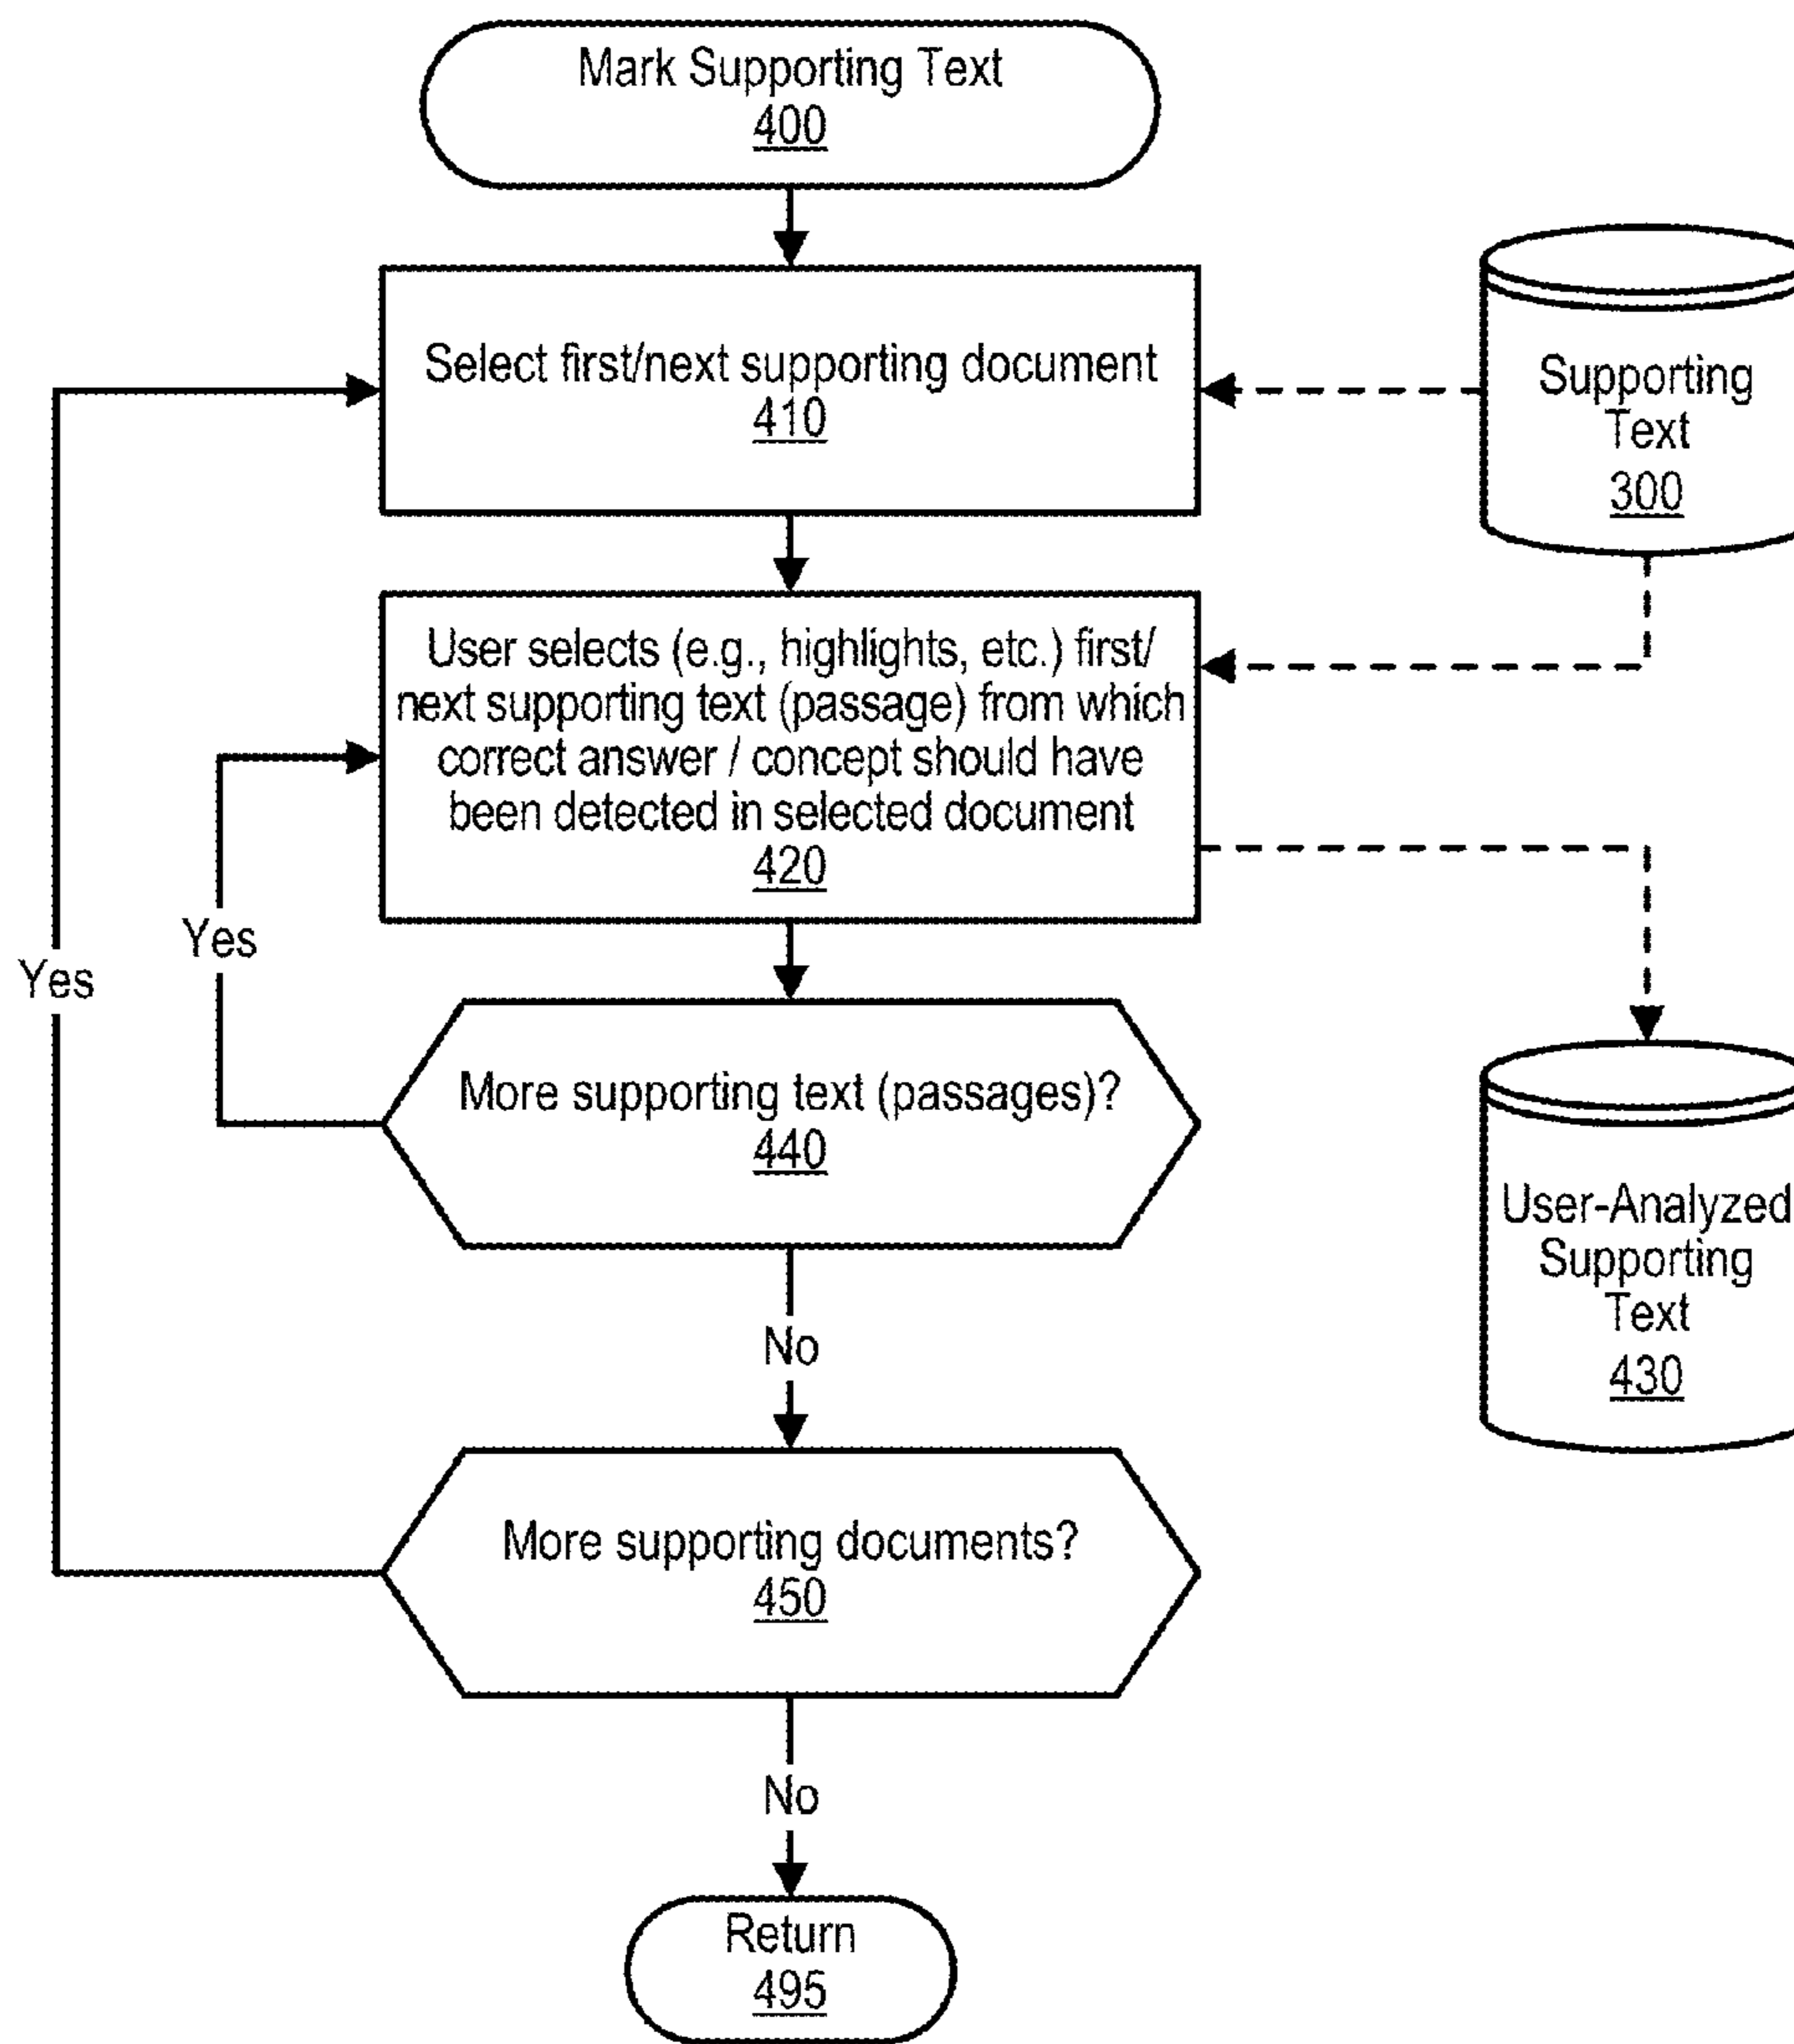 Mark Supporting Text
400
Select first/next supporting document
410
Supporting
Text
300
User selects (e.g., highlights, etc.) first/
next supporting text (passage) from which
correct answer / concept should have
been detected in selected document
420
Yes
Yes
More supporting text (passages)?
440
User-Analyzed
Supporting
Text
430
No
More supporting documents?
450
No
Return
495